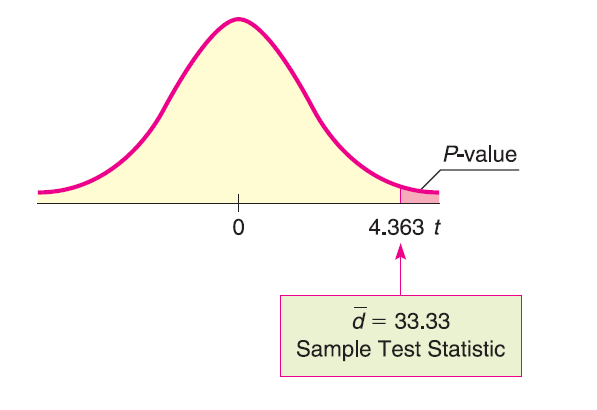 P-value
0
4.363 t
d̅ = 33.33
Sample Test Statistic